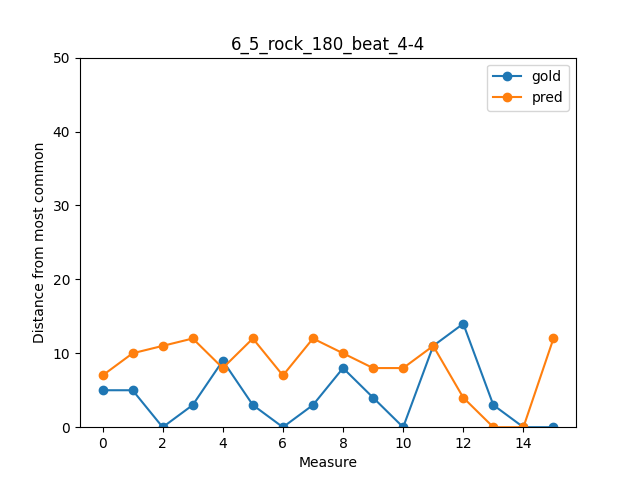 6_5_rock_180_beat_4-4
50
40
30
20
10
0
Distance from most common
gold
pred
0 2 4 6 8 10 12 14
Measure